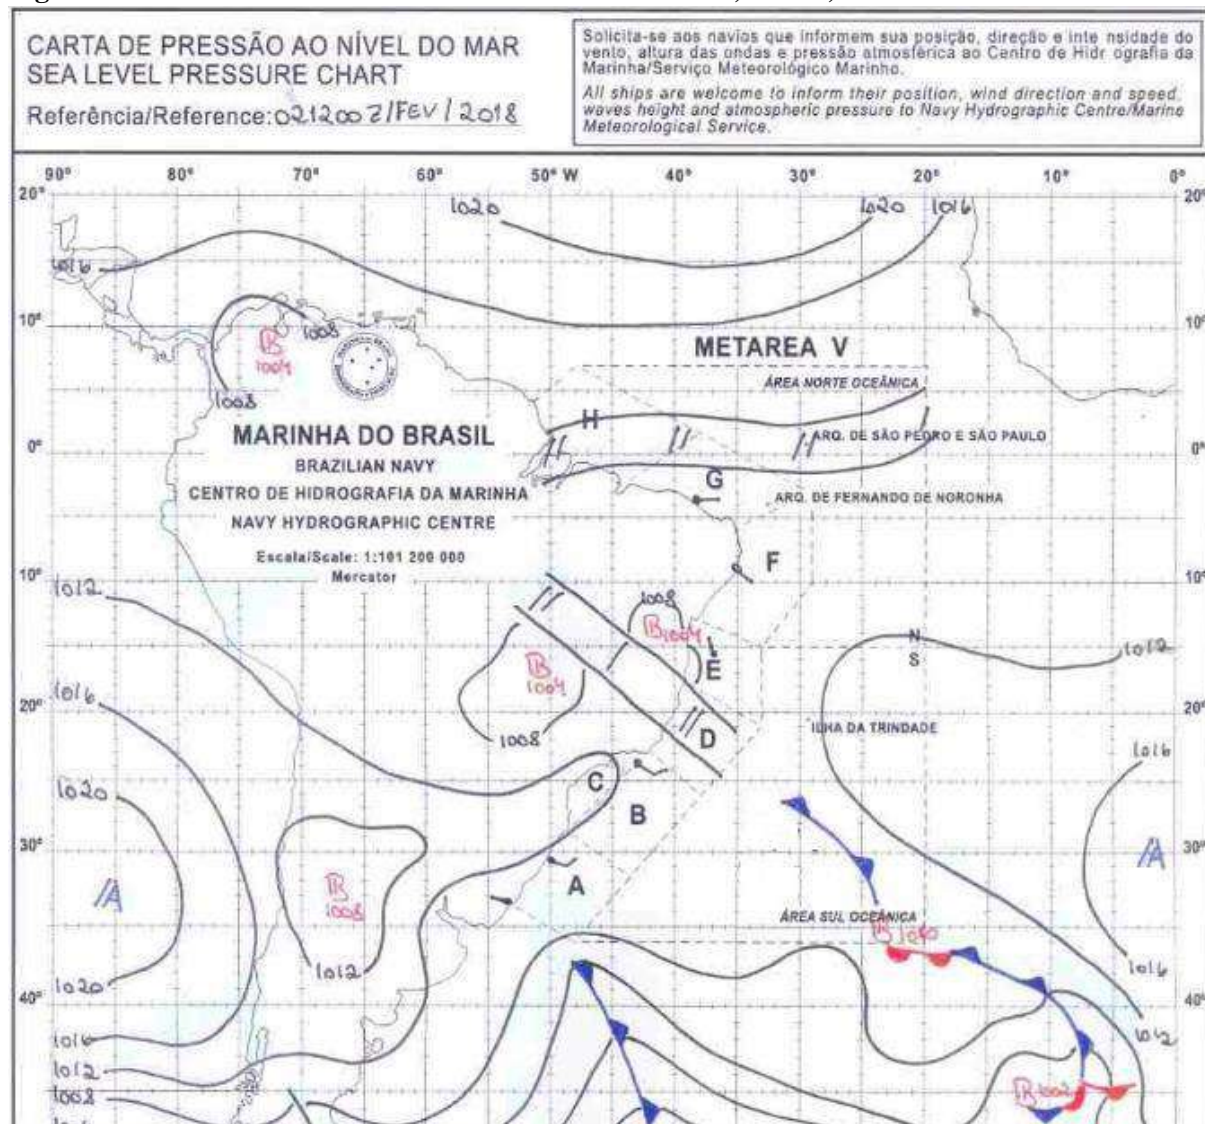 CARTA DE PRESSÃO AO NÍVEL DO MAR
SEA LEVEL PRESSURE CHART
Referência/Reference: 021200Z/FEV/2018
Solicita-se aos navios que informem sua posição, direção e inte nsidade do
vento, altura das ondas e pressão atmosférica ao Centro de Hidr ografia da
Marinha/Serviço Meteorológico Marinho.
All ships are welcome to inform their position, wind direction and speed,
waves height and atmospheric pressure to Navy Hydrographic Centre/Marine
Meteorological Service.
90° 80° 70° 60° 50° W 40° 30° 20° 10° 0°
20° 20°
1020 1020 1016
1016
10° 10°
1008
B
1004
METAREA V
ÁREA NORTE OCEÂNICA
1008
H
MARINHA DO BRASIL
ARQ. DE SÃO PEDRO E SÃO PAULO
0° 0°
BRAZILIAN NAVY
G
CENTRO DE HIDROGRAFIA DA MARINHA
ARQ. DE FERNANDO DE NORONHA
NAVY HYDROGRAPHIC CENTRE
Escala/Scale: 1:101 200 000
F
Mercator
10° 10°
1012
1008
B 1004
N
S
1012
B
1004
E
1016
20° 20°
ILHA DA TRINDADE
1008
D
1016
C
1020
B
30° 30°
A
A
B
1008
A
ÁREA SUL OCEÂNICA
B
1012
1016
1020
40° 40°
1016
1012
1012
1008
B 1002